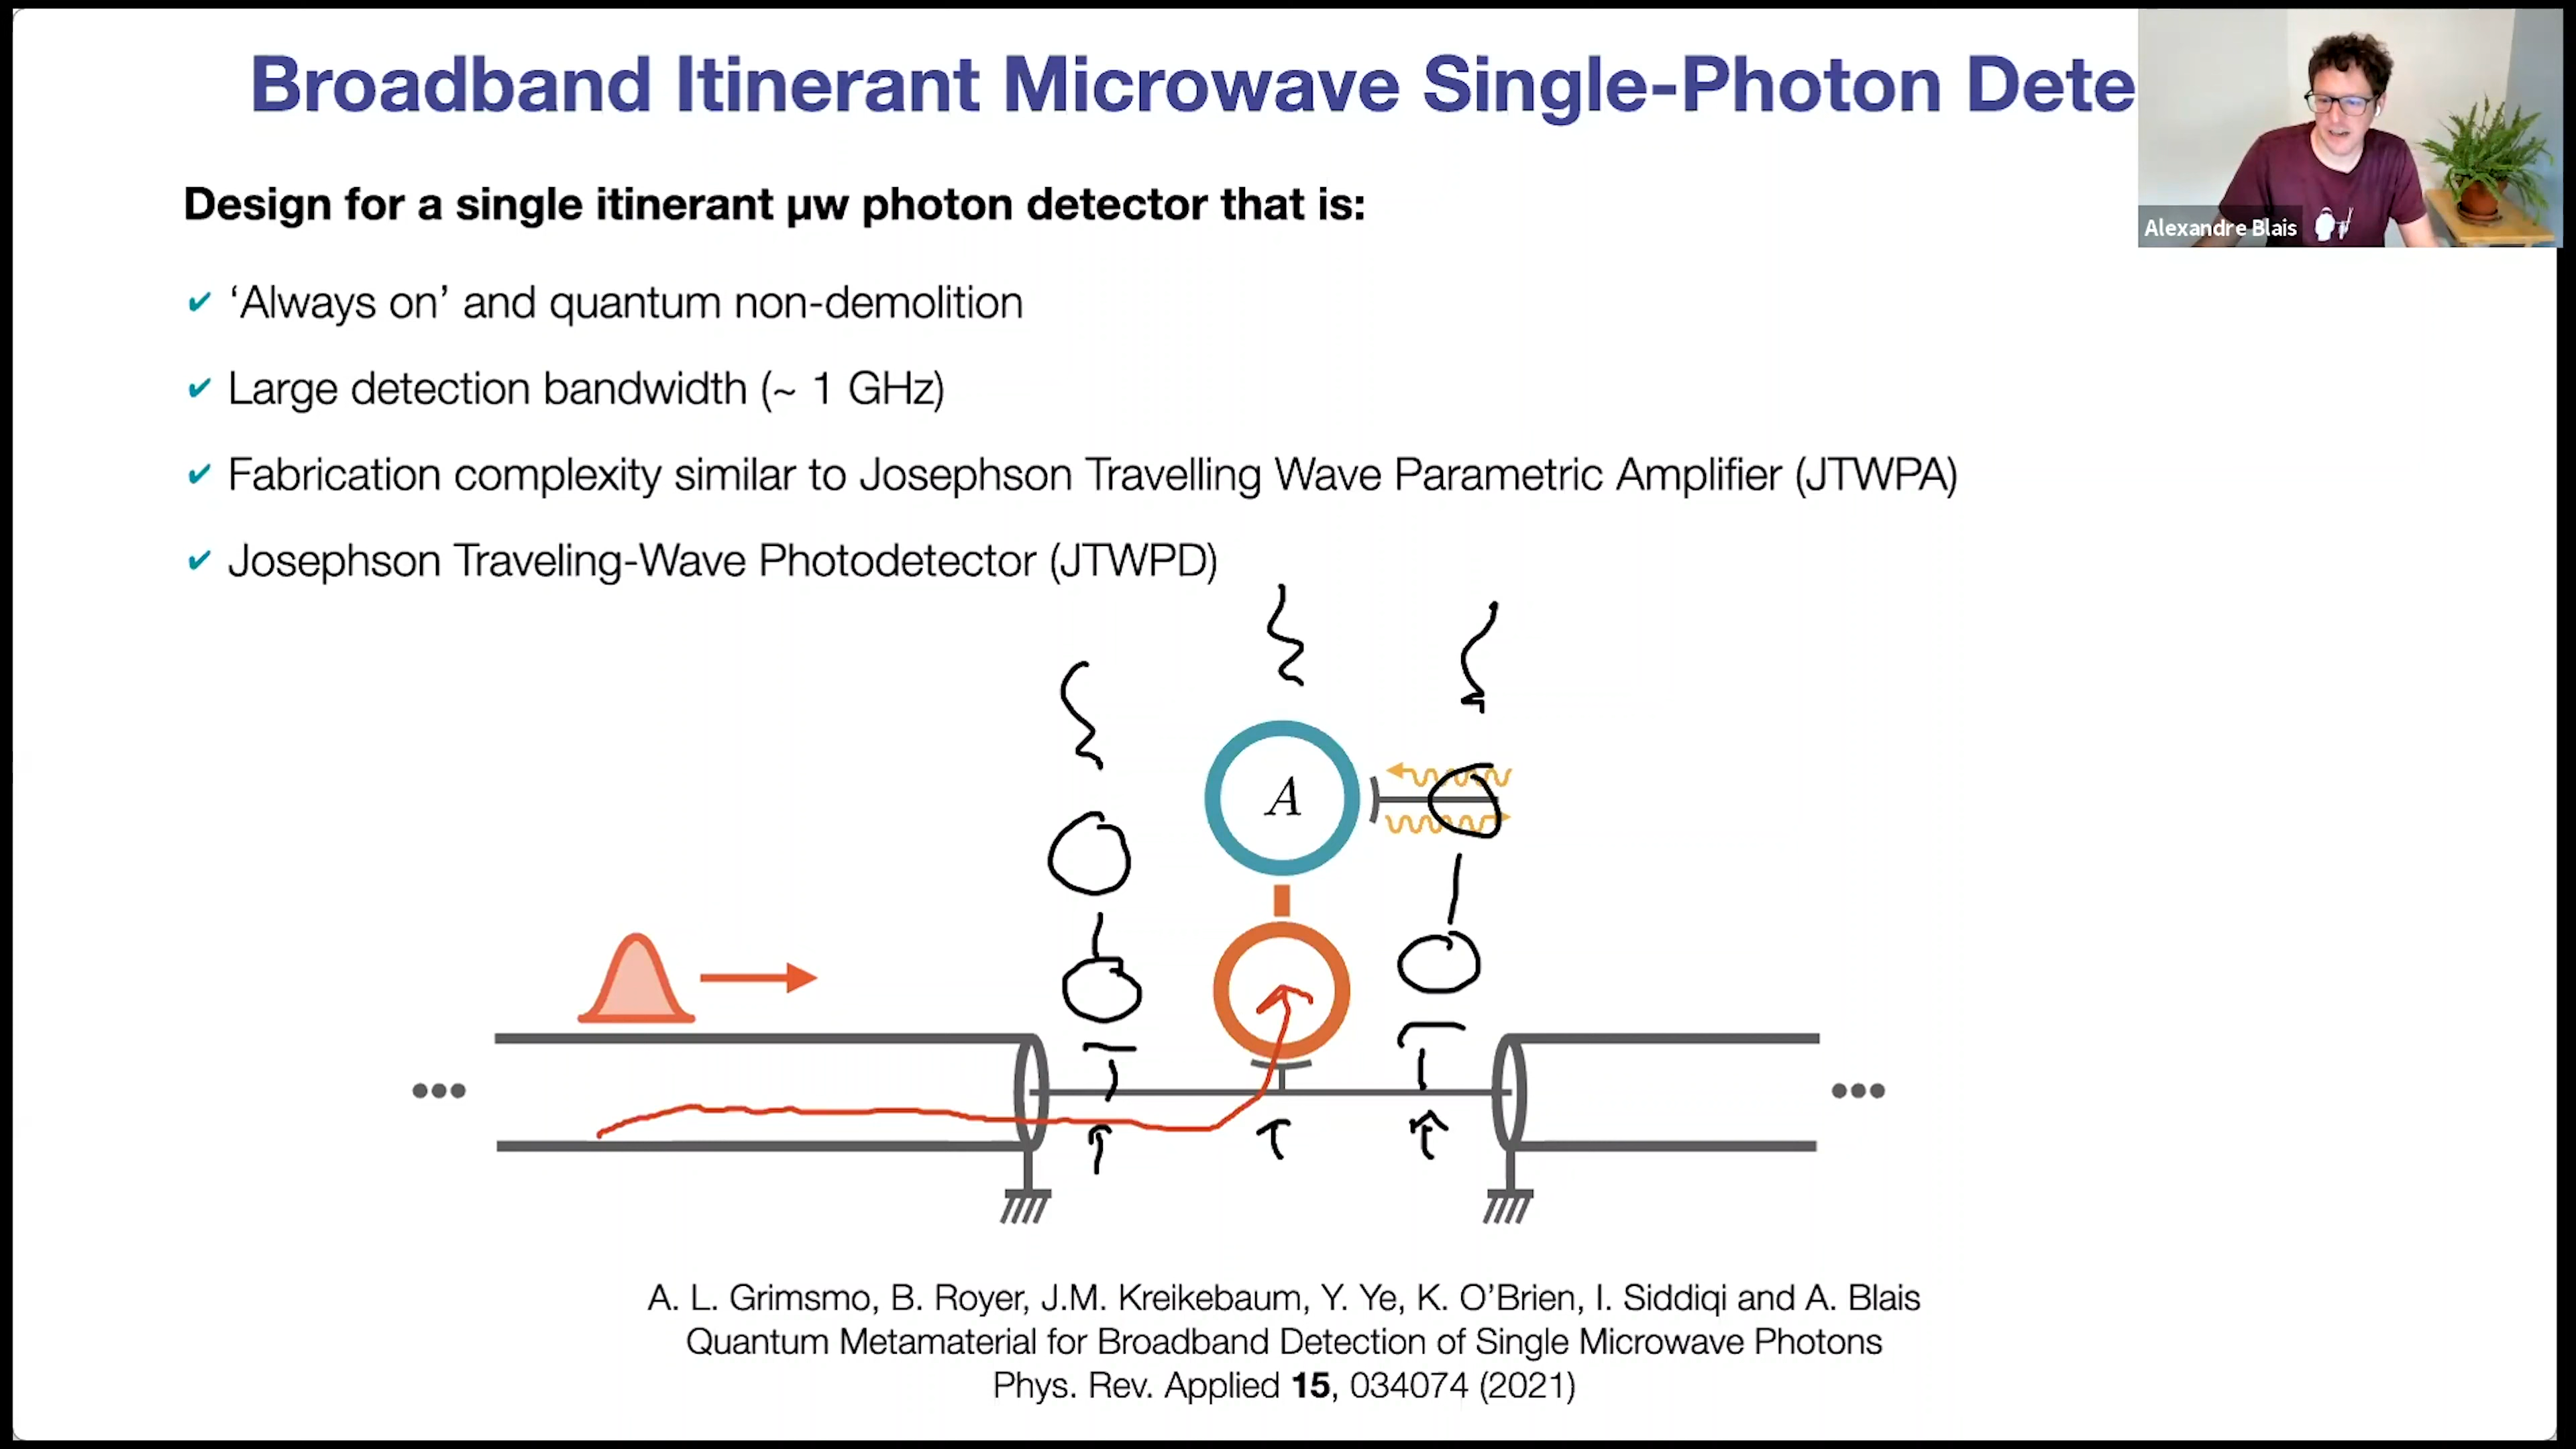 Broadband Itinerant Microwave Single-Photon Dete
Alexandre Blais
Design for a single itinerant µw photon detector that is:
✔ ‘Always on’ and quantum non-demolition
✔ Large detection bandwidth (~ 1 GHz)
✔ Fabrication complexity similar to Josephson Travelling Wave Parametric Amplifier (JTWPA)
✔ Josephson Traveling-Wave Photodetector (JTWPD)
A
A. L. Grimsmo, B. Royer, J.M. Kreikebaum, Y. Ye, K. O’Brien, I. Siddiqi and A. Blais
Quantum Metamaterial for Broadband Detection of Single Microwave Photons
Phys. Rev. Applied 15, 034074 (2021)